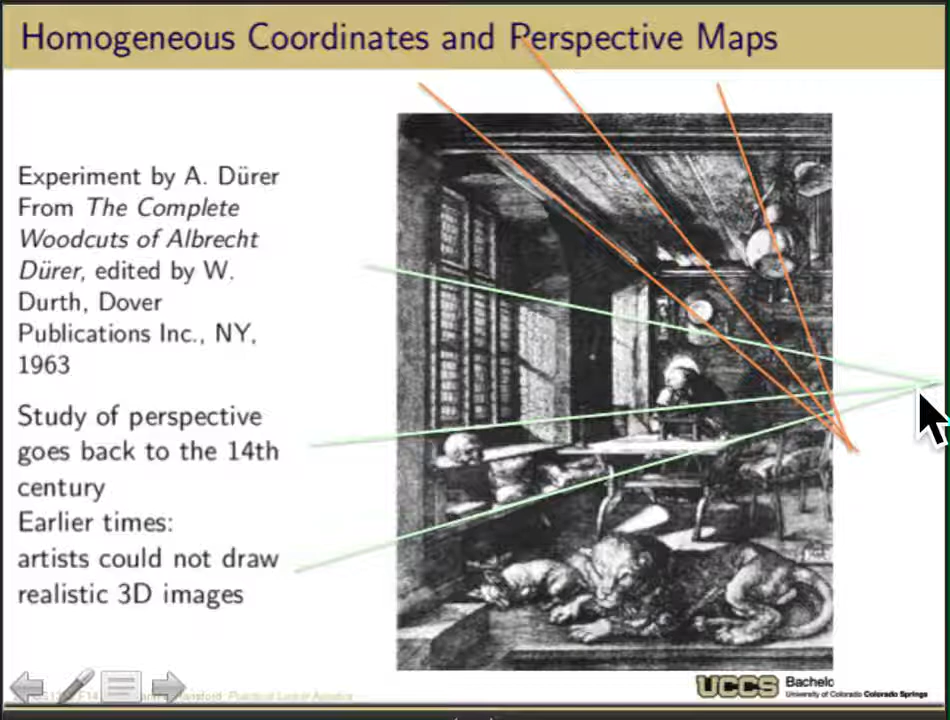 Homogeneous Coordinates and Perspective Maps
Experiment by A. Dürer
From The Complete
Woodcuts of Albrecht
Dürer, edited by W.
Durth, Dover
Publications Inc., NY,
1963
Study of perspective
goes back to the 14th
century
Earlier times:
artists could not draw
realistic 3D images
UCCS Bachelo
University of Colorado Colorado Springs